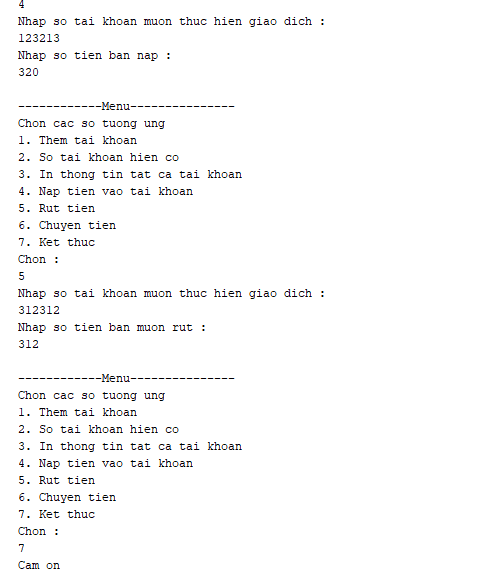 4
Nhap so tai khoan muon thuc hien giao dich :
123213
Nhap so tien ban nap :
320
------------Menu---------------
Chon cac so tuong ung
1. Them tai khoan
2. So tai khoan hien co
3. In thong tin tat ca tai khoan
4. Nap tien vao tai khoan
5. Rut tien
6. Chuyen tien
7. Ket thuc
Chon :
5
Nhap so tai khoan muon thuc hien giao dich :
312312
Nhap so tien ban muon rut :
312
------------Menu---------------
Chon cac so tuong ung
1. Them tai khoan
2. So tai khoan hien co
3. In thong tin tat ca tai khoan
4. Nap tien vao tai khoan
5. Rut tien
6. Chuyen tien
7. Ket thuc
Chon :
7
Cam on